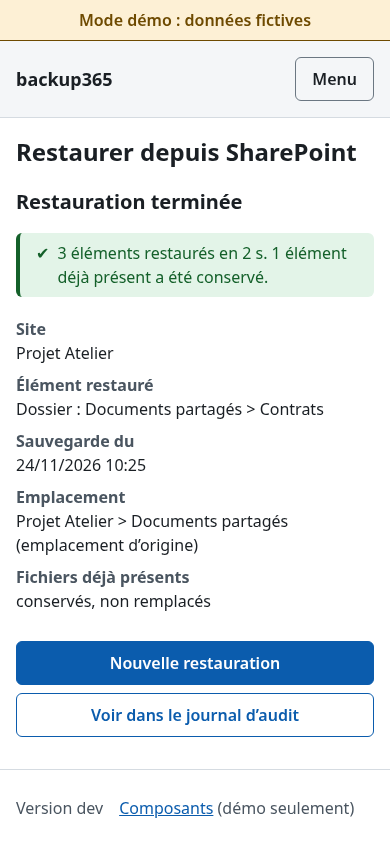 Mode démo : données fictives
backup365
Menu
Restaurer depuis SharePoint
Restauration terminée
✔ 3 éléments restaurés en 2 s. 1 élément
déjà présent a été conservé.
Site
Projet Atelier
Élément restauré
Dossier : Documents partagés > Contrats
Sauvegarde du
24/11/2026 10:25
Emplacement
Projet Atelier > Documents partagés
(emplacement d’origine)
Fichiers déjà présents
conservés, non remplacés
Nouvelle restauration
Voir dans le journal d’audit
Version dev Composants (démo seulement)